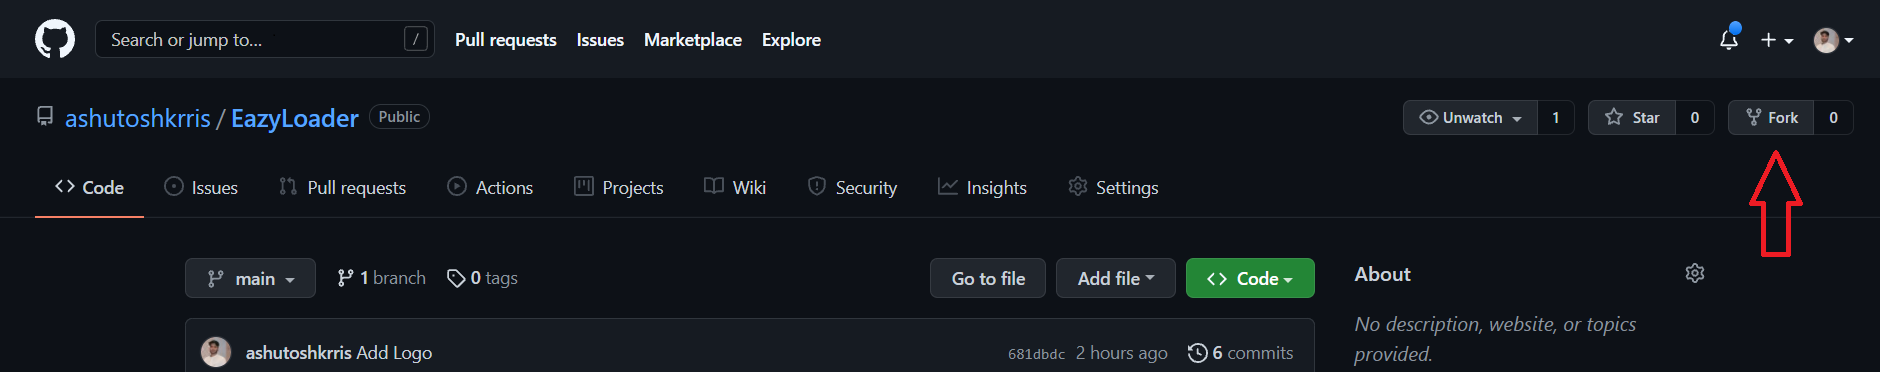 Search or jump to... /
Pull requests Issues Marketplace Explore
ashutoshkrris / EazyLoader Public
Unwatch 1 Star 0 Fork 0
Code Issues Pull requests Actions Projects Wiki Security Insights Settings
main 1 branch 0 tags Go to file Add file Code
ashutoshkrris Add Logo 681dbdc 2 hours ago 6 commits
About
No description, website, or topics
provided.